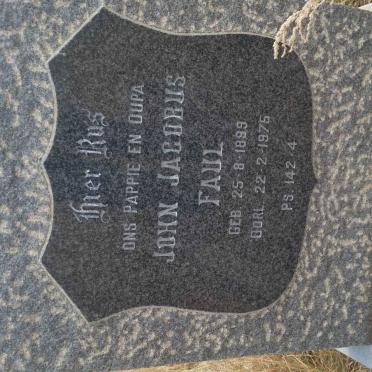 Hier Rus
ONS PAPPIE EN OUPA
JOHN JACOBUS
FAUL
GEB 25-8-1899
OORL. 22-2-1975
PS. 142 4